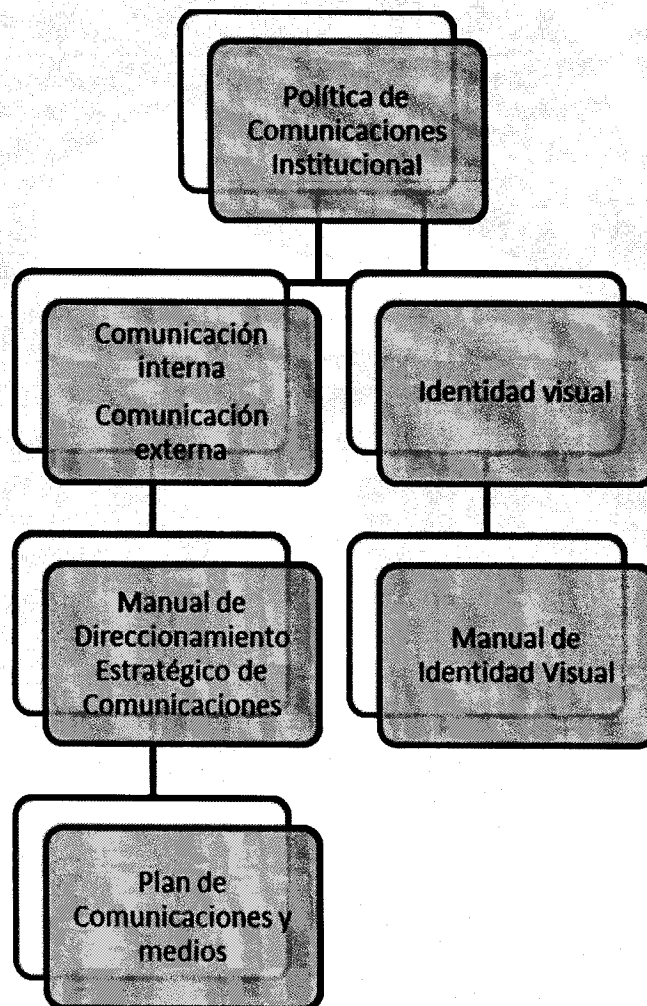 Política de
Comunicaciones
Institucional
Comunicación
interna
Comunicación
externa
Identidad visual
Manual de
Direccionamiento
Estratégico de
Comunicaciones
Manual de
Identidad Visual
Plan de
Comunicaciones y
medios